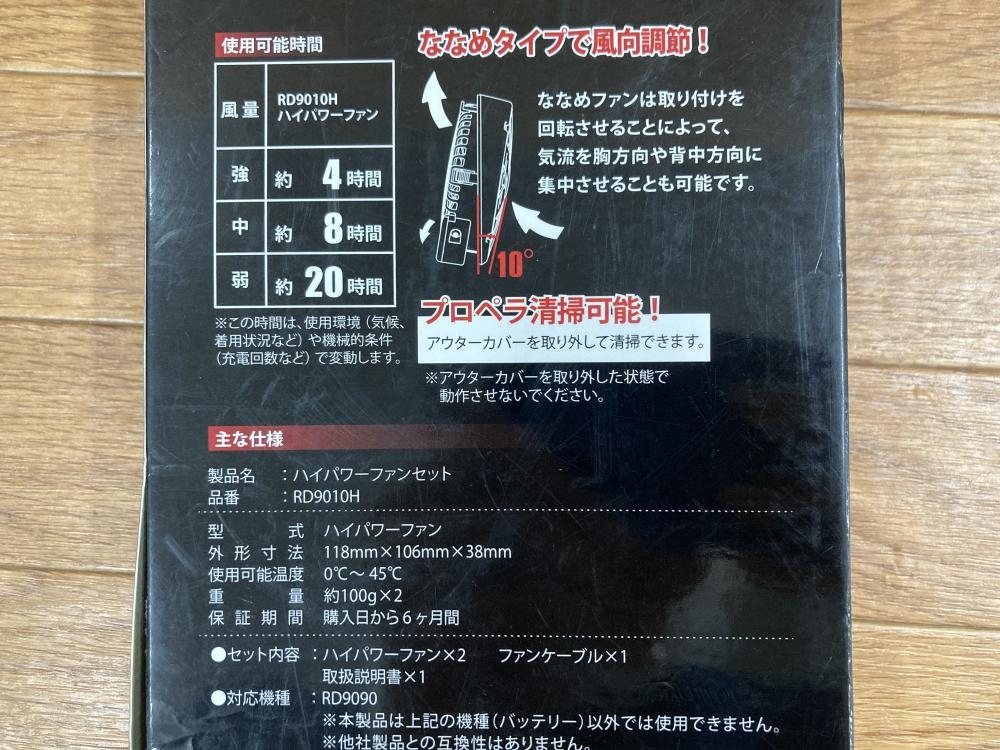 使用可能時間
風量 RD9010H
ハイパワーファン
強 約 4時間
中 約 8時間
弱 約 20時間
※この時間は、使用環境（気候、
着用状況など）や機械的条件
（充電回数など）で変動します。
ななめタイプで風向調節！
ななめファンは取り付けを
回転させることによって、
気流を胸方向や背中方向に
集中させることも可能です。
10°
プロペラ清掃可能！
アウターカバーを取り外して清掃できます。
※アウターカバーを取り外した状態で
動作させないでください。
主な仕様
製品名 ：ハイパワーファンセット
品番 ：RD9010H
型式 ハイパワーファン
外形寸法 118mm×106mm×38mm
使用可能温度 0℃～45℃
重量 約100g×2
保証期間 購入日から6ヶ月間
●セット内容 ：ハイパワーファン×2 ファンケーブル×1
取扱説明書×1
●対応機種 ：RD9090
※本製品は上記の機種（バッテリー）以外では使用できません。
※他社製品との互換性はありません。